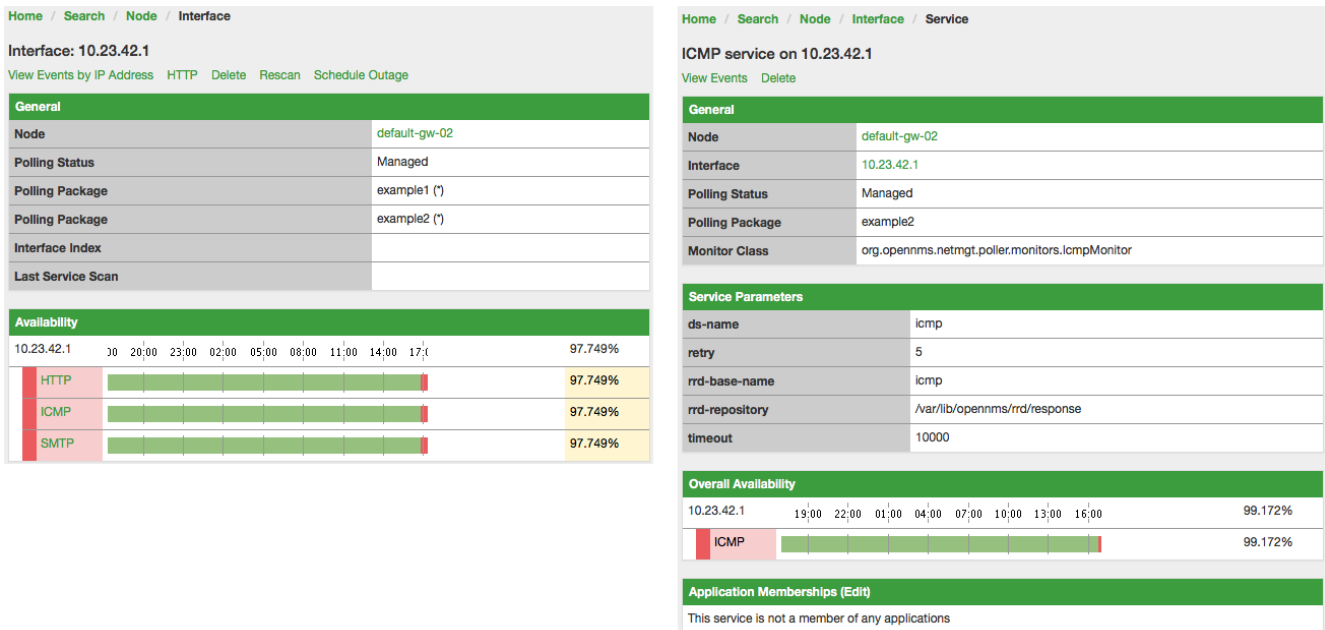 Home / Search / Node / Interface
Interface: 10.23.42.1
View Events by IP Address HTTP Delete Rescan Schedule Outage
General
Node default-gw-02
Polling Status Managed
Polling Package example1 (*)
Polling Package example2 (*)
Interface Index
Last Service Scan
Availability
10.23.42.1 20:00 23:00 02:00 05:00 08:00 11:00 14:00 97.749%
HTTP 97.749%
ICMP 97.749%
SMTP 97.749%
Home / Search / Node / Interface / Service
ICMP service on 10.23.42.1
View Events Delete
General
Node default-gw-02
Interface 10.23.42.1
Polling Status Managed
Polling Package example2
Monitor Class org.opennms.netmgt.poller.monitors.IcmpMonitor
Service Parameters
ds-name icmp
retry 5
rrd-base-name icmp
rrd-repository /var/lib/opennms/rrd/response
timeout 10000
Overall Availability
10.23.42.1 19:00 22:00 01:00 04:00 07:00 10:00 13:00 16:00 99.172%
ICMP 99.172%
Application Memberships (Edit)
This service is not a member of any applications